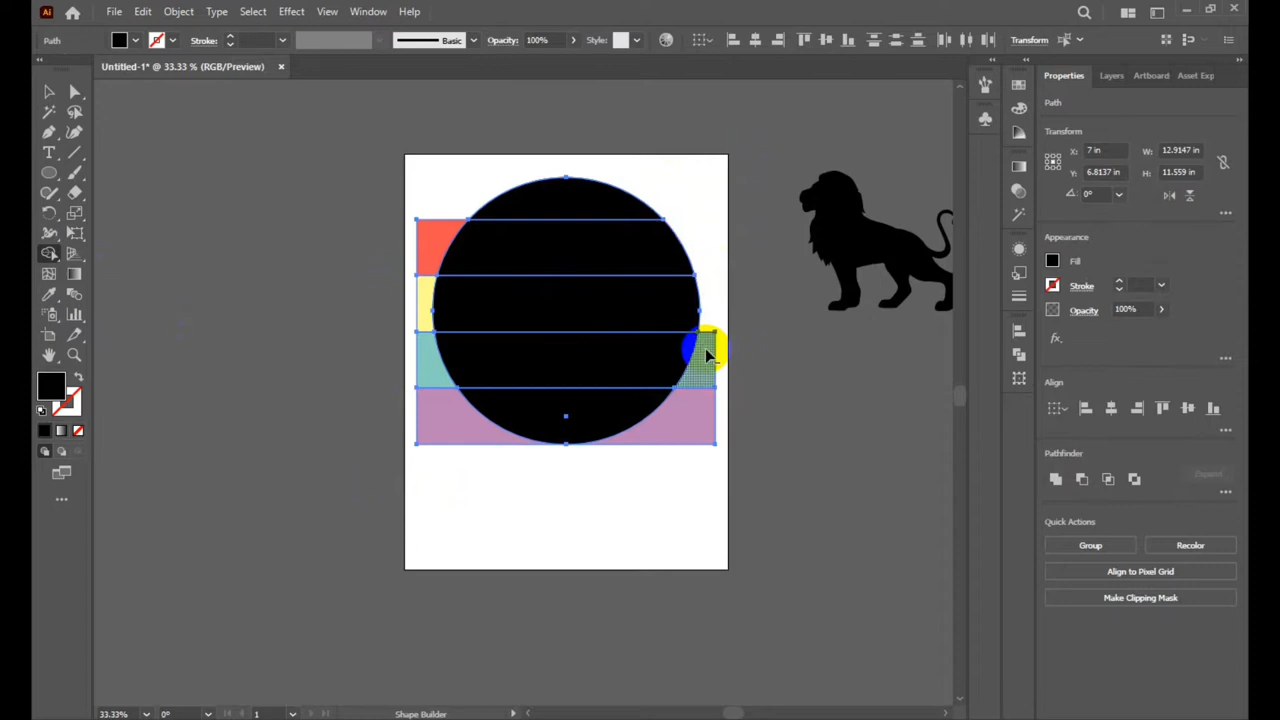 Ai File Edit Object Type Select Effect View Window Help
Path Stroke: Basic Opacity: 100% Style: Transform
Untitled-1* @ 33.33 % (RGB/Preview) ×
Properties Layers Artboard Asset Exp
Path
Transform
X: 7 in W: 12.9147 in
Y: 6.8137 in H: 11.559 in
0°
Appearance
Fill
Stroke
Opacity 100%
fx.
Align
Pathfinder
Expand
Quick Actions
Group Recolor
Align to Pixel Grid
Make Clipping Mask
33.33% 0° 1 Shape Builder